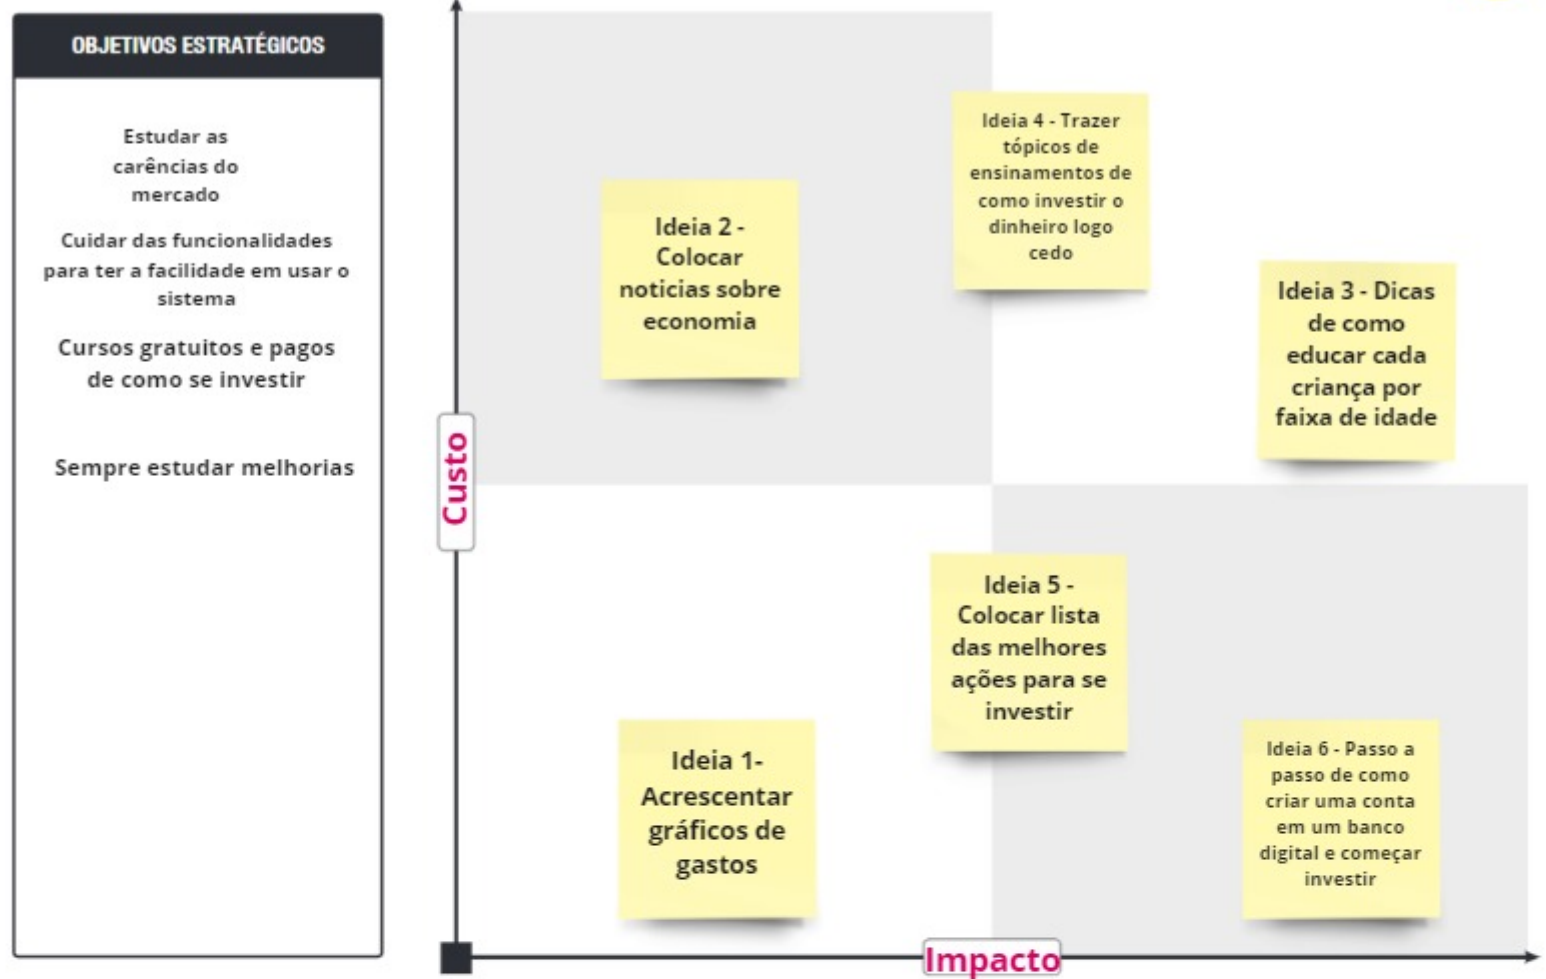 OBJETIVOS ESTRATÉGICOS
Estudar as
carências do
mercado
Cuidar das funcionalidades
para ter a facilidade em usar o
sistema
Cursos gratuitos e pagos
de como se investir
Sempre estudar melhorias
Custo
Ideia 2 -
Colocar
noticias sobre
economia
Ideia 4 - Trazer
tópicos de
ensinamentos de
como investir o
dinheiro logo
cedo
Ideia 3 - Dicas
de como
educar cada
criança por
faixa de idade
Ideia 5 -
Colocar lista
das melhores
ações para se
investir
Ideia 1-
Acrescentar
gráficos de
gastos
Ideia 6 - Passo a
passo de como
criar uma conta
em um banco
digital e começar
investir
Impacto